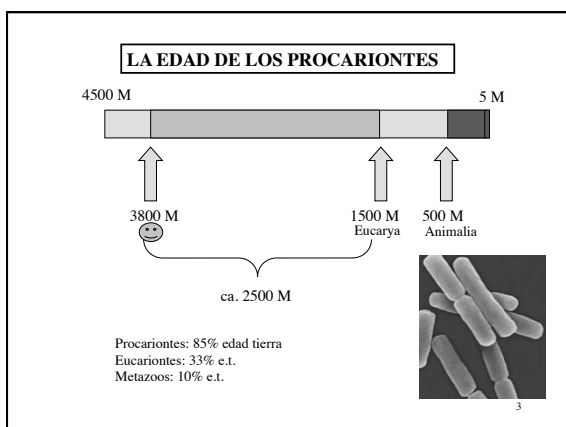 LA EDAD DE LOS PROCARIONTES
4500 M
5 M
3800 M
1500 M
Eucarya
500 M
Animalia
ca. 2500 M
Procariontes: 85% edad tierra
Eucariontes: 33% e.t.
Metazoos: 10% e.t.
3